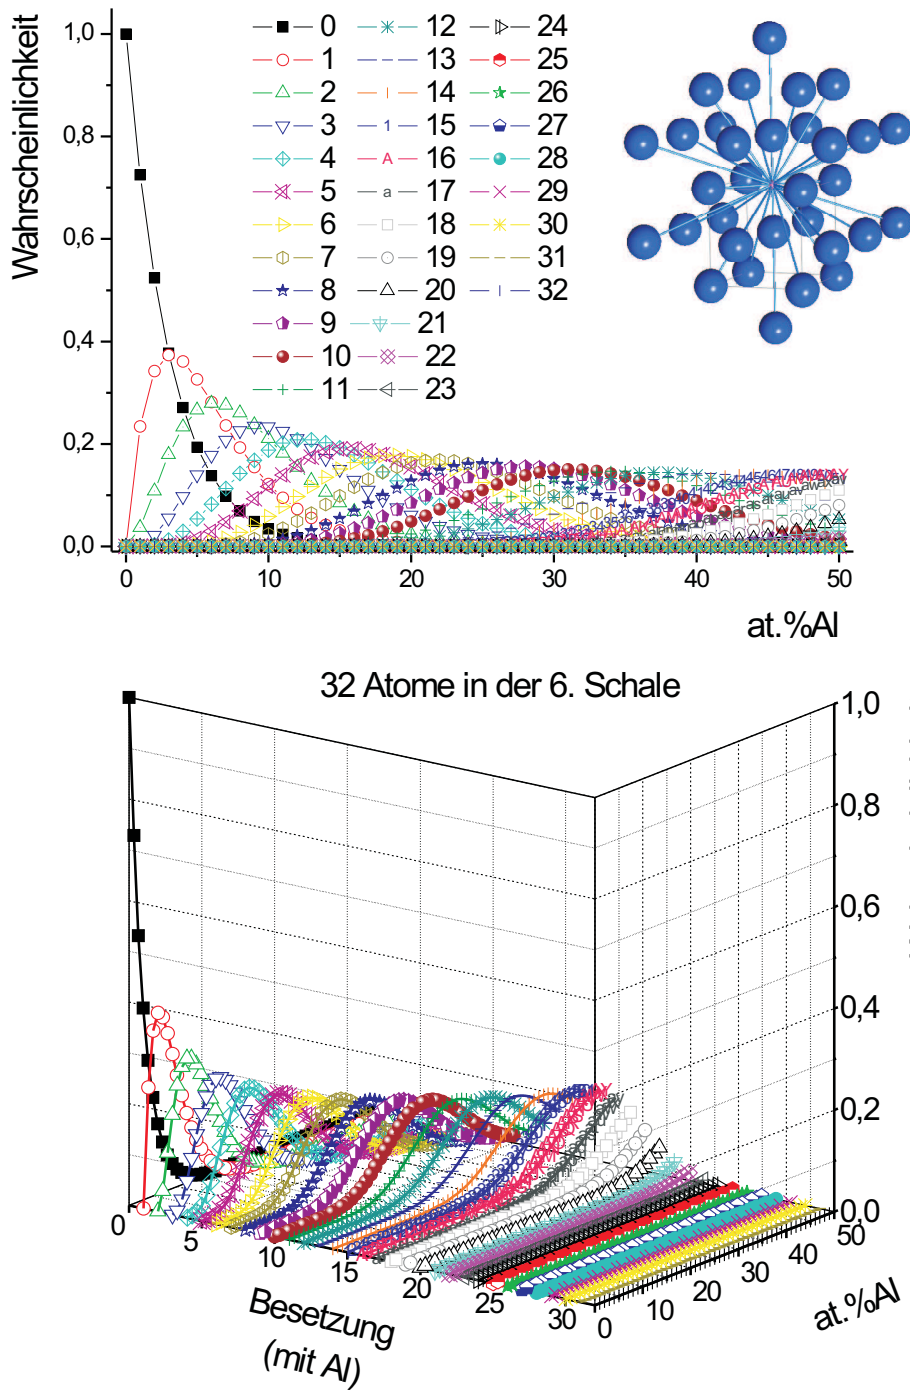 Wahrscheinlichkeit
1,0
0,8
0,6
0,4
0,2
0,0
0 10 20 30 40 50
at.%Al
0 12 24
1 13 25
2 14 26
3 15 27
4 16 28
5 17 29
6 18 30
7 19 31
8 20 32
9 21
10 22
11 23
32 Atome in der 6. Schale
1,0
0,8
0,6
0,4
0,2
0,0
0 5 10 15 20 25 30
Besetzung
(mit Al)
0 10 20 30 40 50
at.%Al